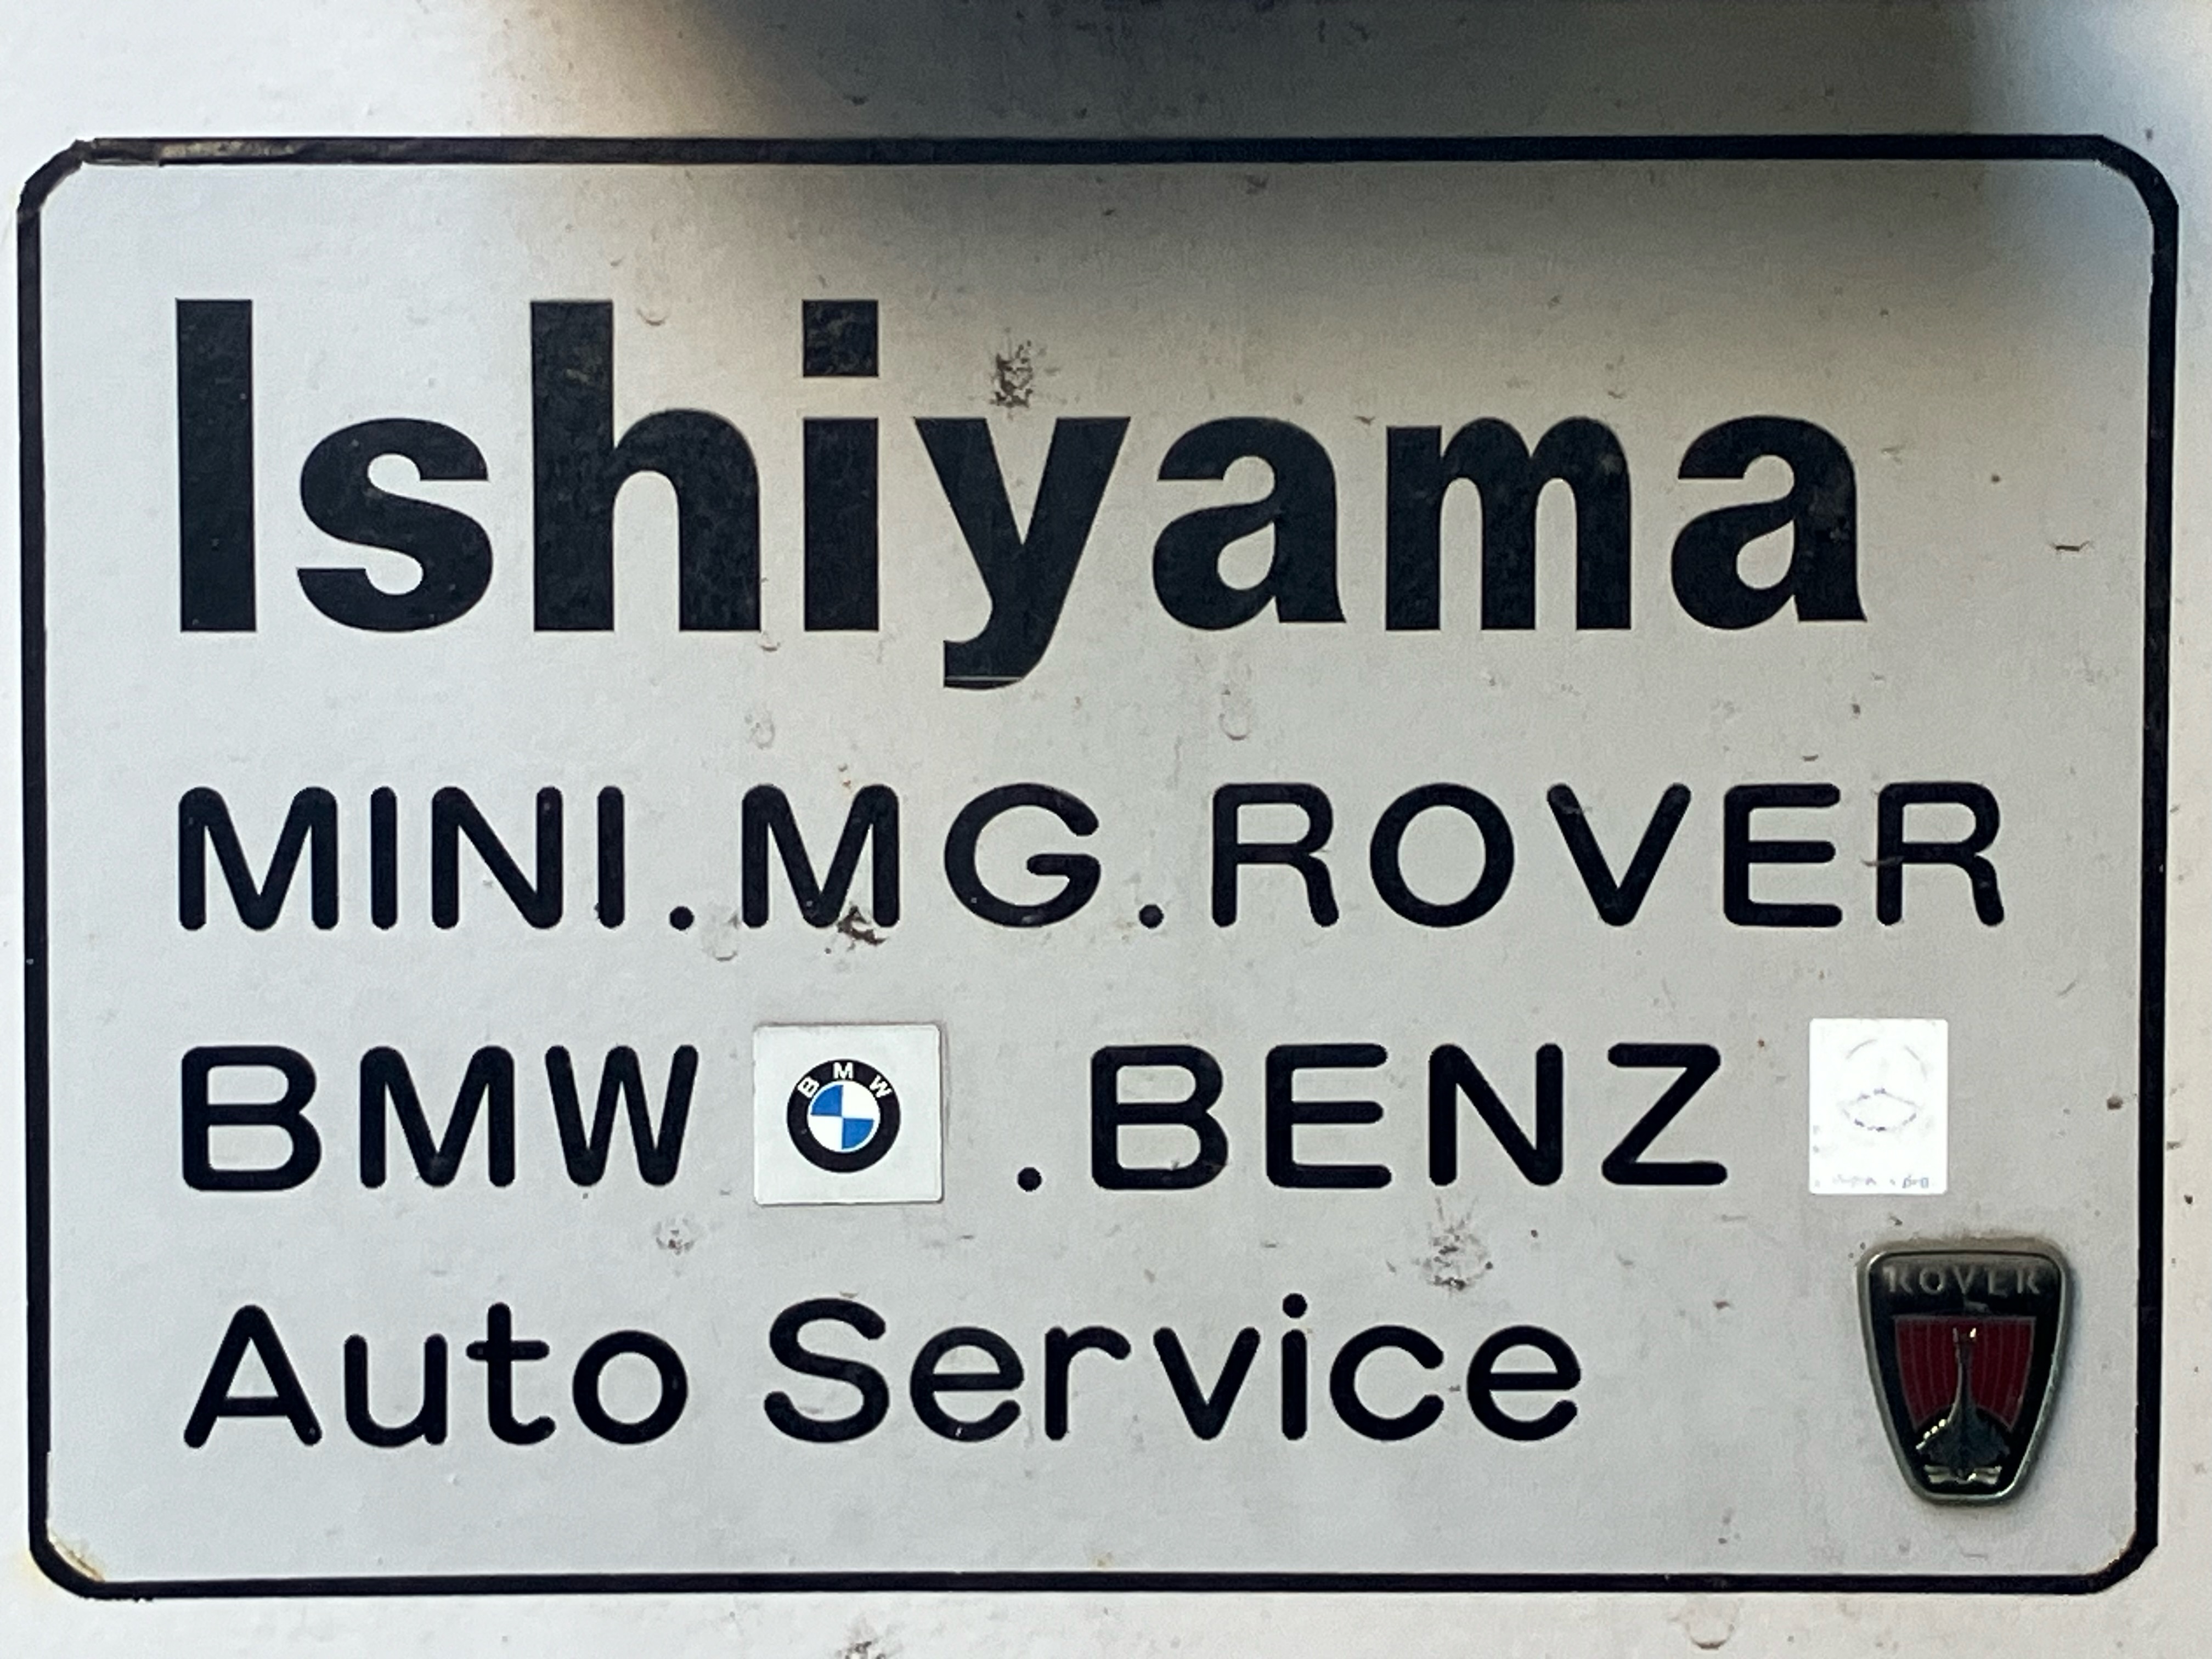 Ishiyama
MINI.MG.ROVER
BMW BMW .BENZ
Auto Service
ROVER